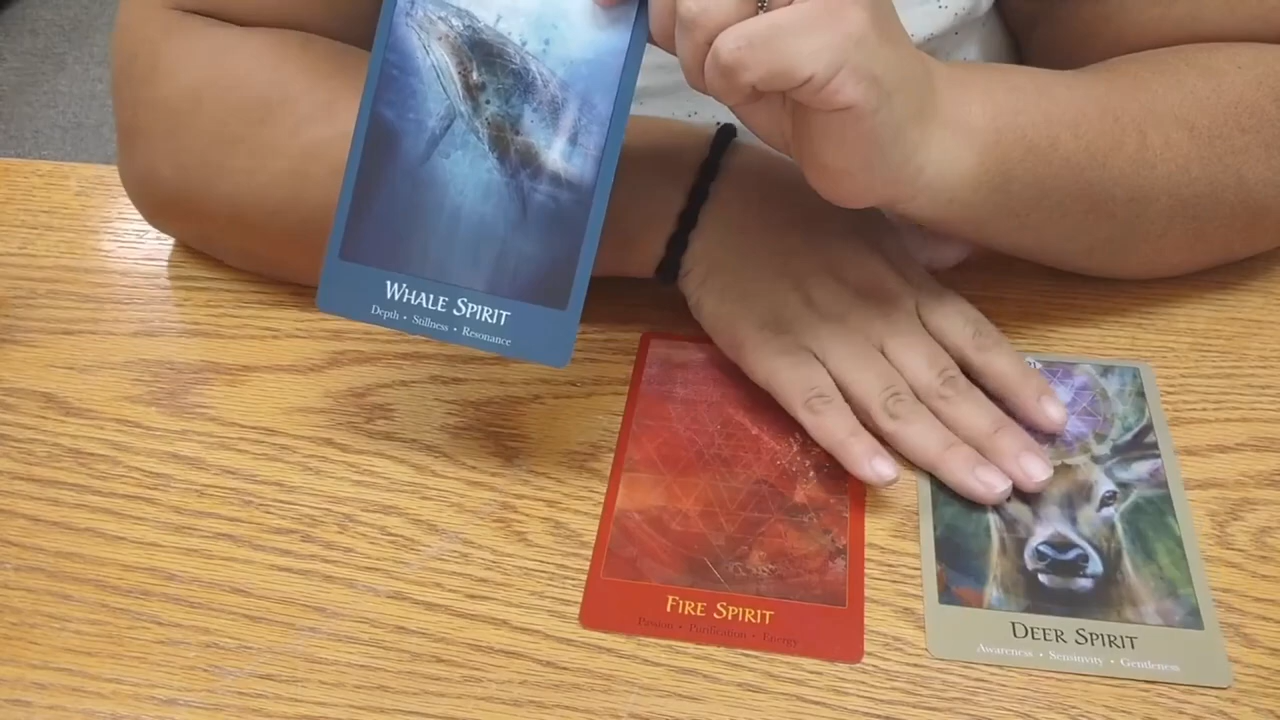 WHALE SPIRIT
Depth • Stillness • Resonance
FIRE SPIRIT
Passion • Purification • Energy
DEER SPIRIT
Awareness • Sensitivity • Gentleness